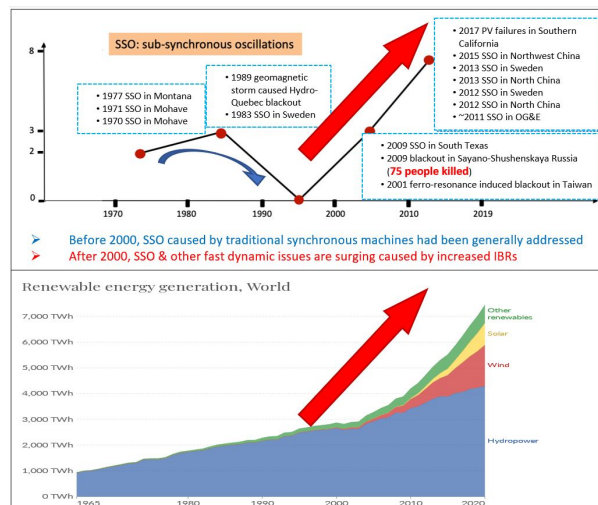 SSO: sub-synchronous oscillations
• 1977 SSO in Montana
• 1971 SSO in Mohave
• 1970 SSO in Mohave
• 1989 geomagnetic
storm caused Hydro-
Quebec blackout
• 1983 SSO in Sweden
• 2017 PV failures in Southern
California
• 2015 SSO in Northwest China
• 2013 SSO in Sweden
• 2013 SSO in North China
• 2012 SSO in Sweden
• 2012 SSO in North China
• ~2011 SSO in OG&E
• 2009 SSO in South Texas
• 2009 blackout in Sayano-Shushenskaya Russia
(75 people killed)
• 2001 ferro-resonance induced blackout in Taiwan
8
3
2
0
1970 1980 1990 2000 2010 2019
➢ Before 2000, SSO caused by traditional synchronous machines had been generally addressed
➢ After 2000, SSO & other fast dynamic issues are surging caused by increased IBRs
Renewable energy generation, World
7,000 TWh
6,000 TWh
5,000 TWh
4,000 TWh
3,000 TWh
2,000 TWh
1,000 TWh
0 TWh
Other
renewables
Solar
Wind
Hydropower
1965 1980 1990 2000 2010 2020